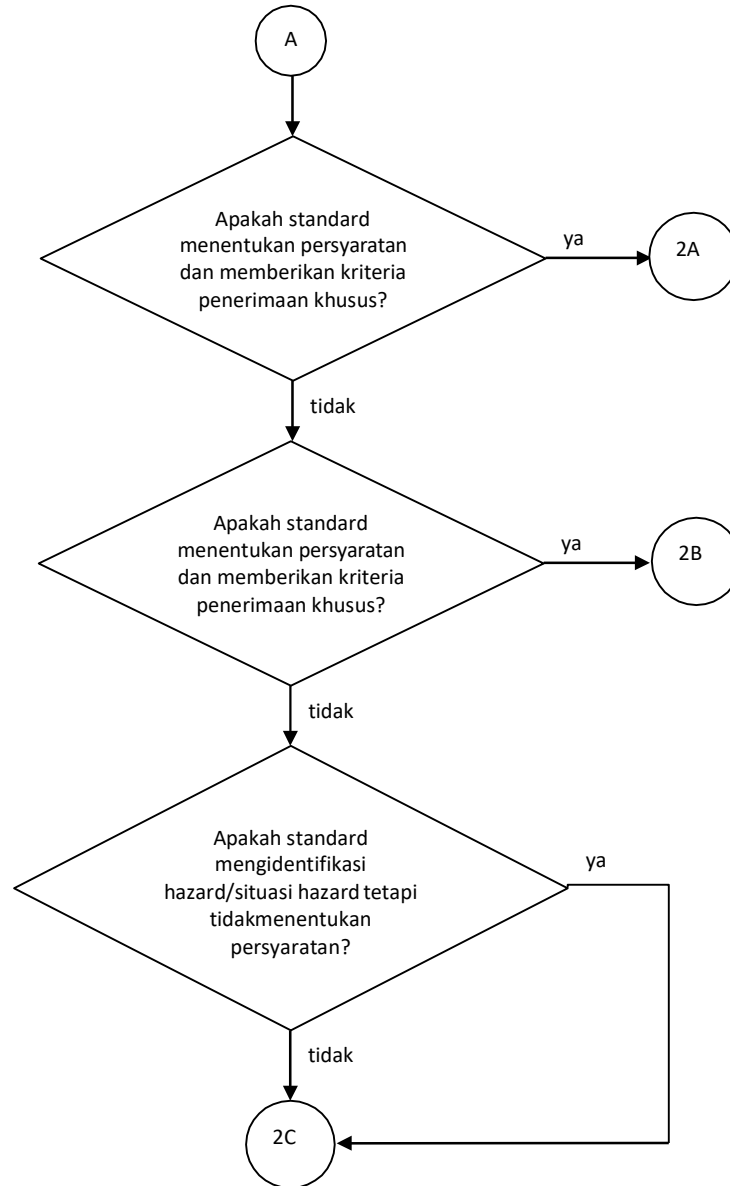 A
Apakah standard
menentukan persyaratan
dan memberikan kriteria
penerimaan khusus?
ya
2A
tidak
Apakah standard
menentukan persyaratan
dan memberikan kriteria
penerimaan khusus?
ya
2B
tidak
Apakah standard
mengidentifikasi
hazard/situasi hazard tetapi
tidakmenentukan
persyaratan?
ya
tidak
2C